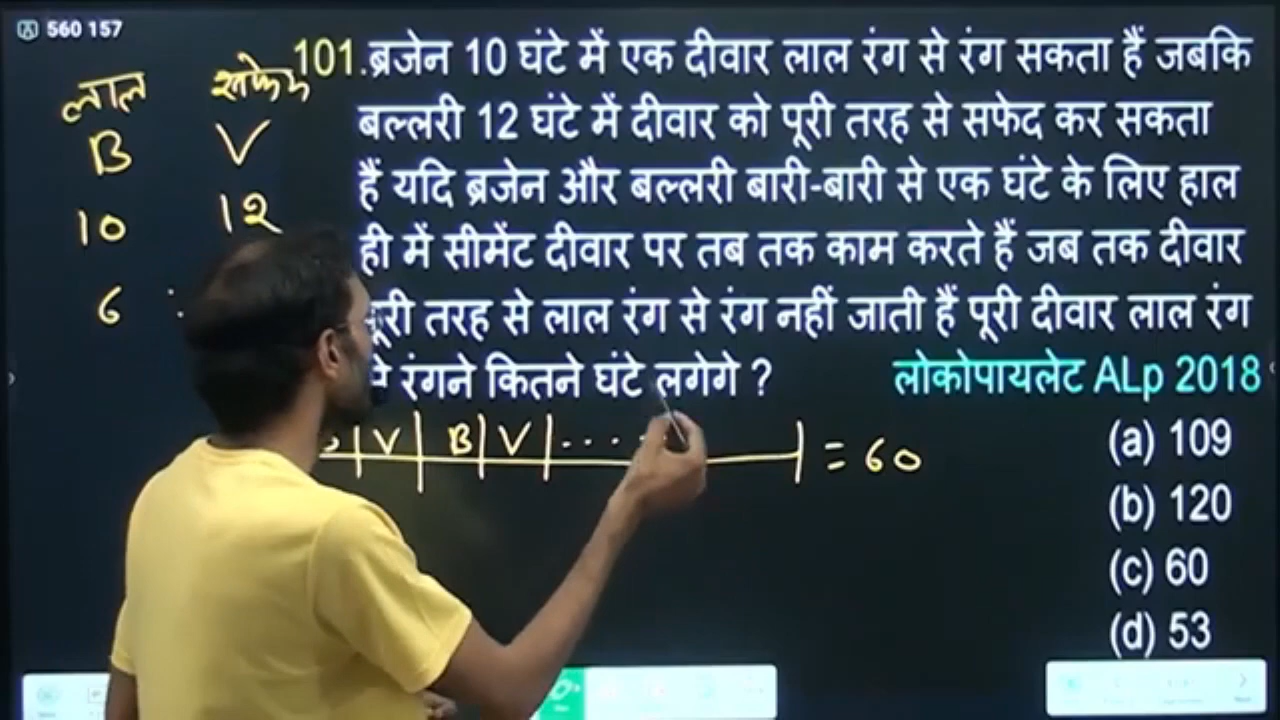 560 157
101.ब्रजेन 10 घंटे में एक दीवार लाल रंग से रंग सकता हैं जबकि
बल्लरी 12 घंटे में दीवार को पूरी तरह से सफेद कर सकता
हैं यदि ब्रजेन और बल्लरी बारी-बारी से एक घंटे के लिए हाल
ही में सीमेंट दीवार पर तब तक काम करते हैं जब तक दीवार
तरह से लाल रंग से रंग नहीं जाती हैं पूरी दीवार लाल रंग
रंगने कितने घंटे लगेगे ?
लोकोपायलेट ALp 2018
(a) 109
(b) 120
(c) 60
(d) 53
लाल सफेद
B V
10 12
6 :
V B V .... = 60